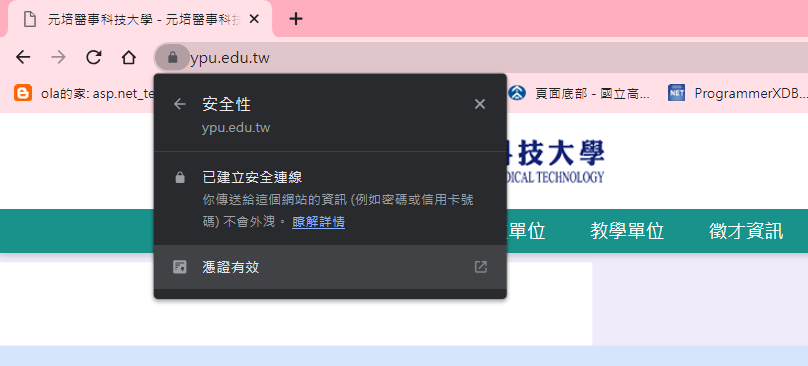 元培醫事科技大學 - 元培醫事科技
ypu.edu.tw
ola的家: asp.net_te
頁面底部 - 國立高...
ProgrammerXDB...
安全性
ypu.edu.tw
科技大學
DICAL TECHNOLOGY
已建立安全連線
你傳送給這個網站的資訊 (例如密碼或信用卡號
碼) 不會外洩。 瞭解詳情
單位
教學單位
徵才資訊
憑證有效